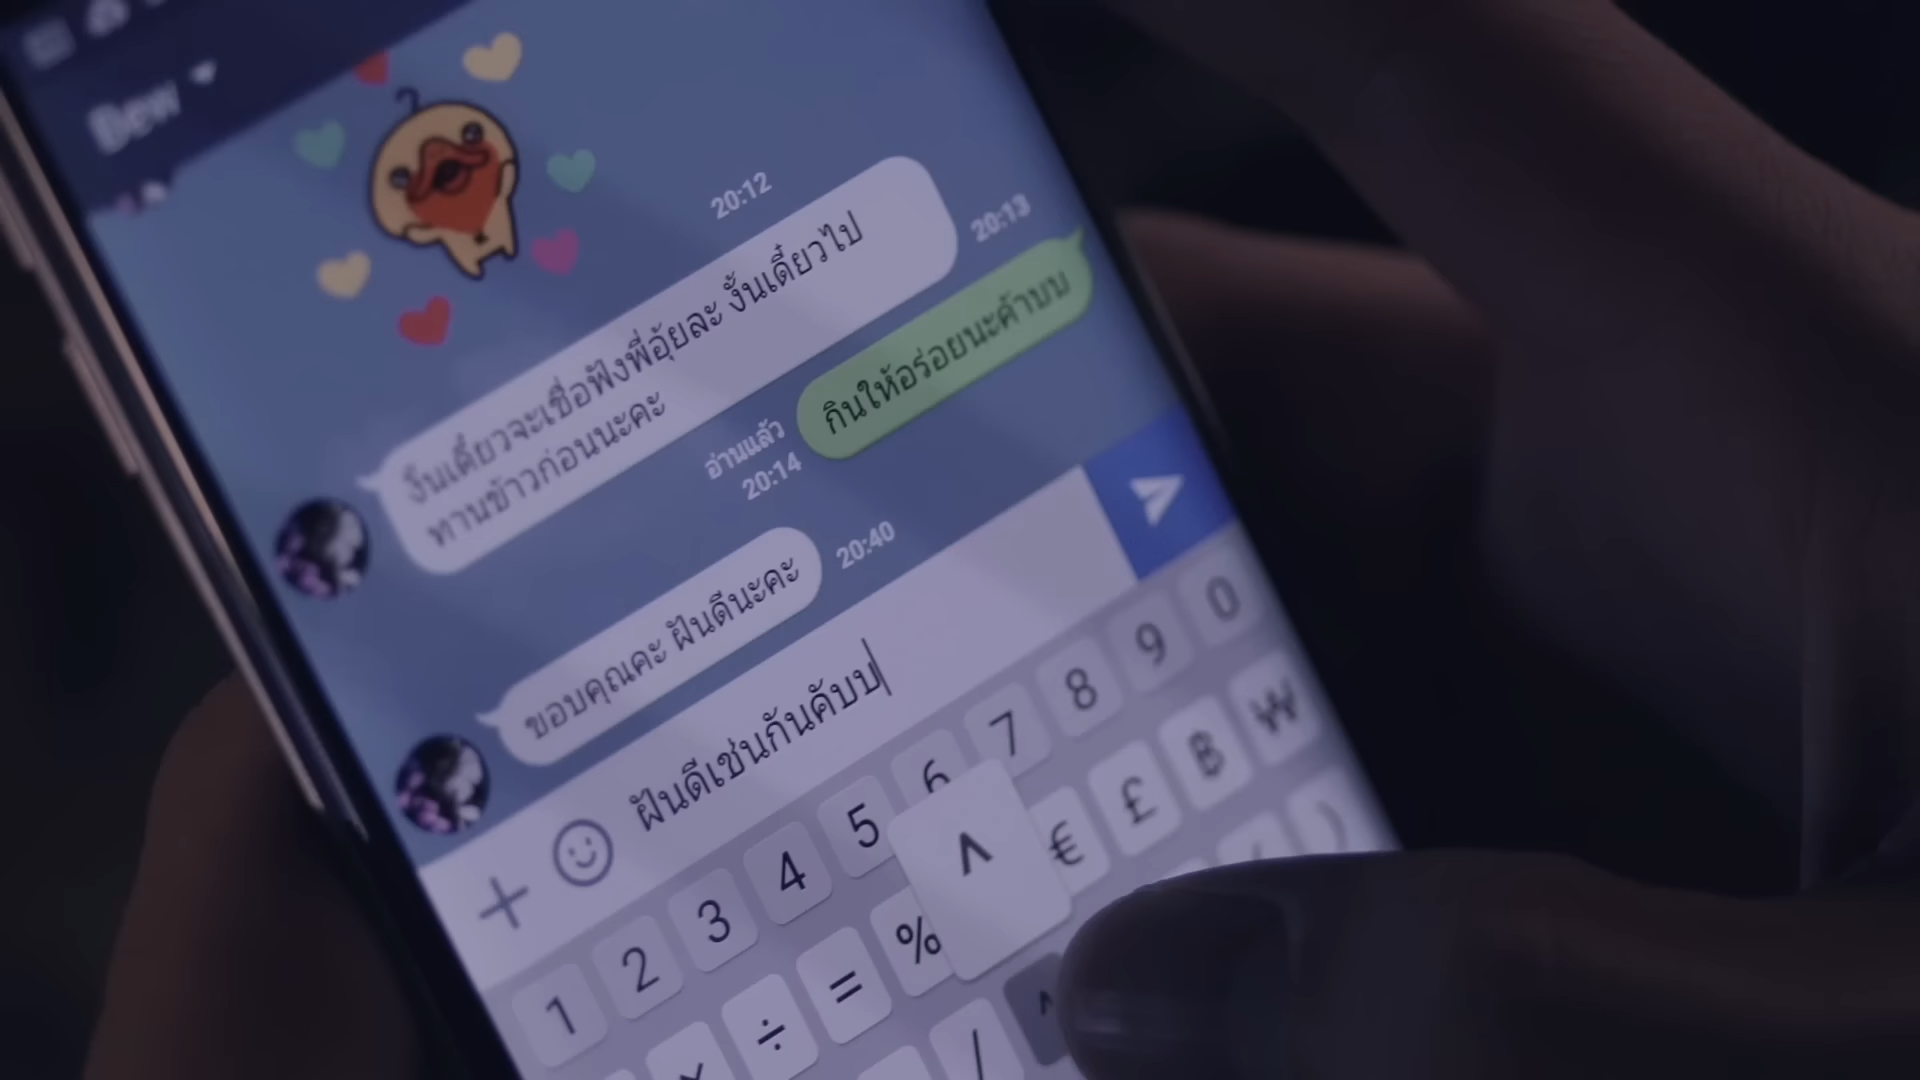 Dew
20:12
งั้นเดี๋ยวจะเชื่อฟังพี่อุ้ยละ งั้นเดี๋ยวไป
ทานข้าวก่อนนะคะ
20:13
กินให้อร่อยนะค้าบบ
อ่านแล้ว
20:14
ขอบคุณคะ ฝันดีนะคะ
20:40
ฝันดีเช่นกันคับบ
1 2 3 4 5 6 7 8 9 0
÷ = % ^ € £ ฿ ₩
/ ^ )